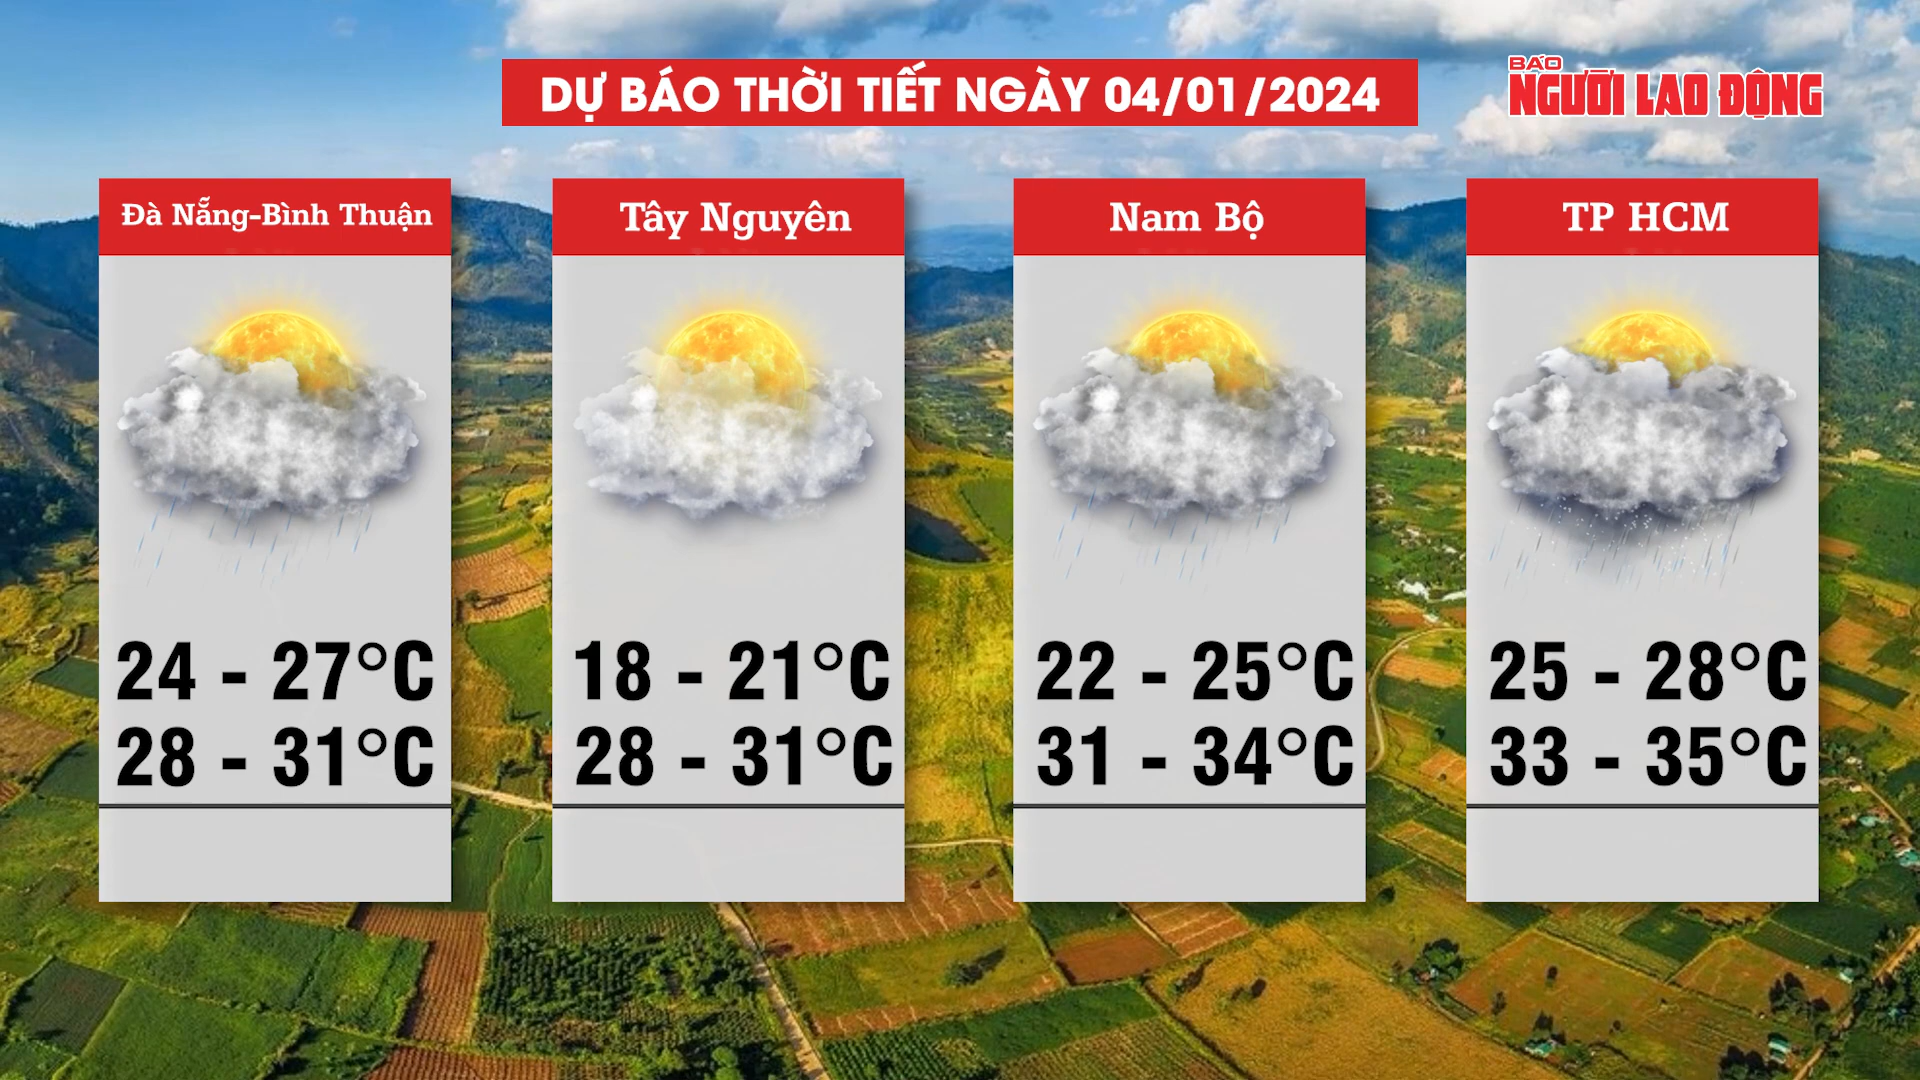 DỰ BÁO THỜI TIẾT NGÀY 04/01/2024
BÁO
NGƯỜI LAO ĐỘNG
Đà Nẵng-Bình Thuận
24 - 27°C
28 - 31°C
Tây Nguyên
18 - 21°C
28 - 31°C
Nam Bộ
22 - 25°C
31 - 34°C
TP HCM
25 - 28°C
33 - 35°C